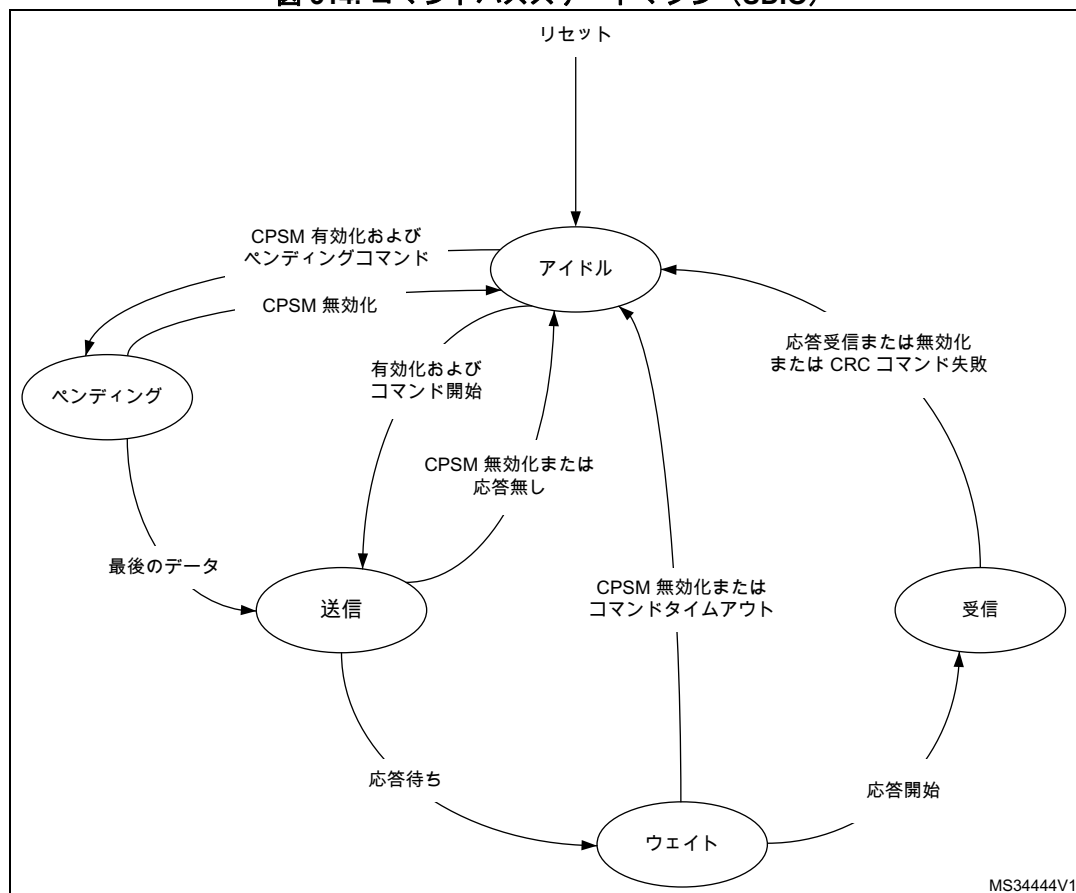 リセット
CPSM 有効化および
ペンディングコマンド
アイドル
CPSM 無効化
応答受信または無効化
または CRC コマンド失敗
有効化および
コマンド開始
ペンディング
CPSM 無効化または
応答無し
最後のデータ
CPSM 無効化または
コマンドタイムアウト
送信
受信
応答待ち
応答開始
ウェイト
MS34444V1